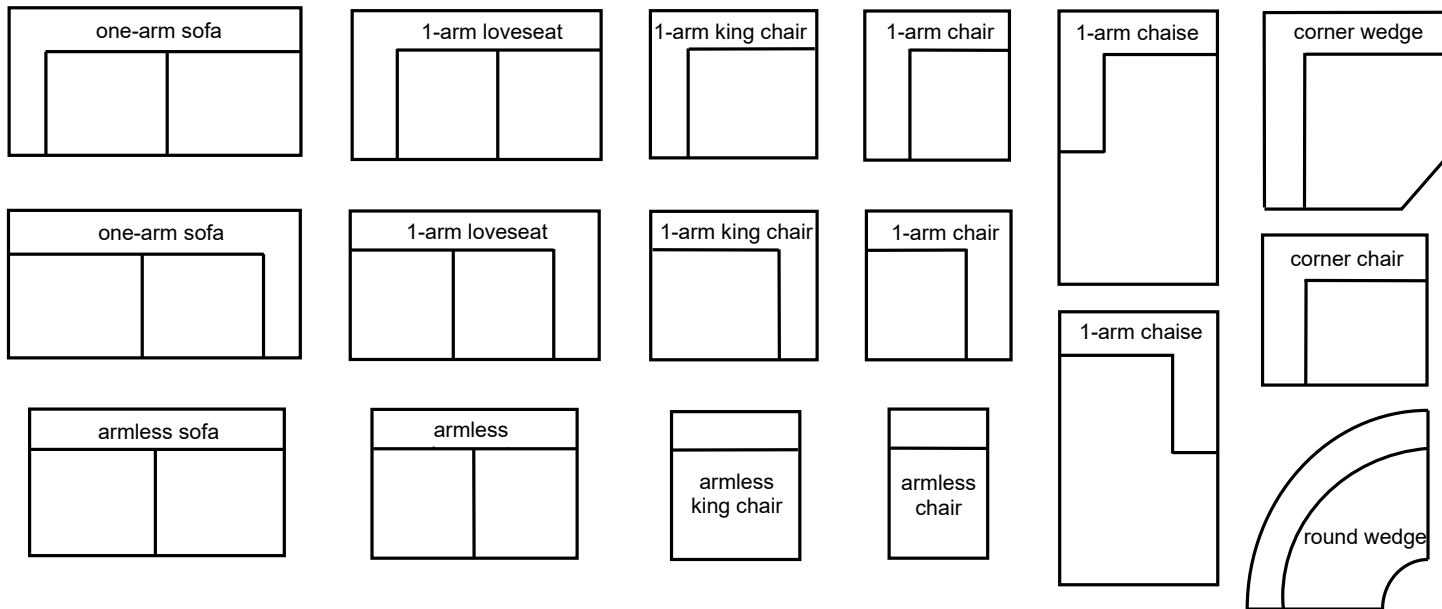 one-arm sofa
1-arm loveseat
1-arm king chair
1-arm chair
1-arm chaise
corner wedge
one-arm sofa
1-arm loveseat
1-arm king chair
1-arm chair
corner chair
1-arm chaise
armless sofa
armless
armless
king chair
armless
chair
round wedge